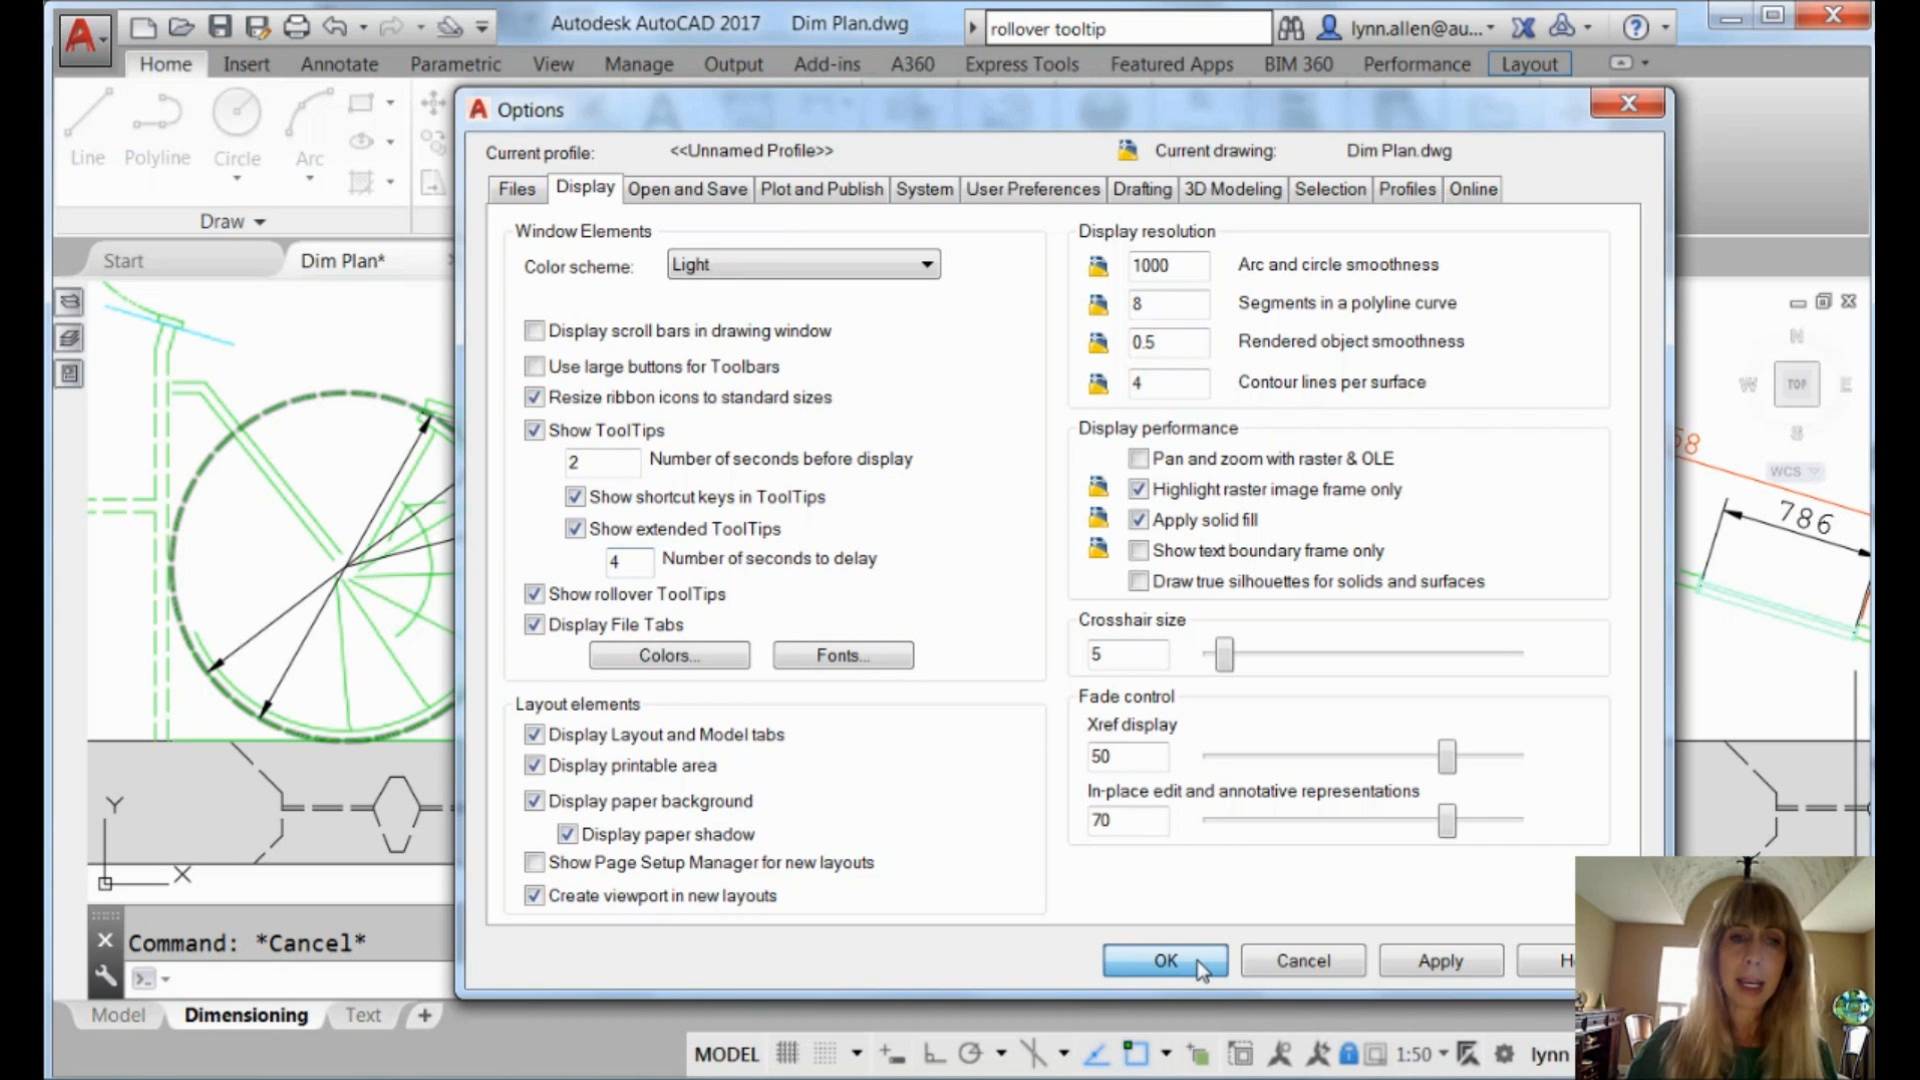 Autodesk AutoCAD 2017 Dim Plan.dwg rollover tooltip lynn.allen@au...
Home Insert Annotate Parametric View Manage Output Add-ins A360 Express Tools Featured Apps BIM 360 Performance Layout
Line Polyline Circle Arc
Draw
Start Dim Plan*
Options
Current profile: <<Unnamed Profile>> Current drawing: Dim Plan.dwg
Files Display Open and Save Plot and Publish System User Preferences Drafting 3D Modeling Selection Profiles Online
Window Elements
Color scheme: Light
Display scroll bars in drawing window
Use large buttons for Toolbars
Resize ribbon icons to standard sizes
Show ToolTips
2 Number of seconds before display
Show shortcut keys in ToolTips
Show extended ToolTips
4 Number of seconds to delay
Show rollover ToolTips
Display File Tabs
Colors... Fonts...
Layout elements
Display Layout and Model tabs
Display printable area
Display paper background
Display paper shadow
Show Page Setup Manager for new layouts
Create viewport in new layouts
Display resolution
1000 Arc and circle smoothness
8 Segments in a polyline curve
0.5 Rendered object smoothness
4 Contour lines per surface
Display performance
Pan and zoom with raster & OLE
Highlight raster image frame only
Apply solid fill
Show text boundary frame only
Draw true silhouettes for solids and surfaces
Crosshair size
5
Fade control
Xref display
50
In-place edit and annotative representations
70
OK Cancel Apply H
N
W TOP E
S
WCS
786
Y
X
Command: *Cancel*
Model Dimensioning Text +
MODEL 1:50 lynn